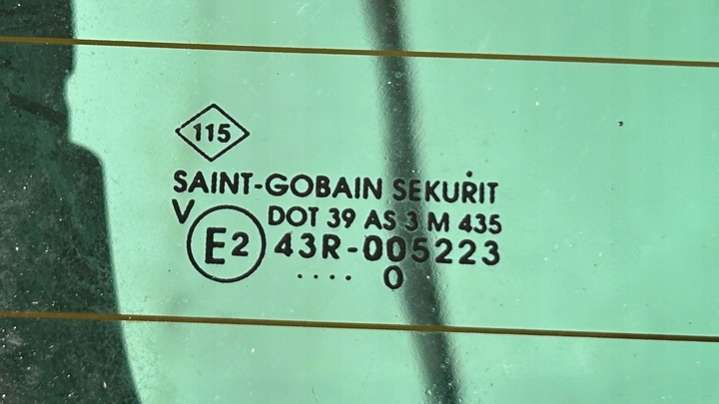 115
SAINT-GOBAIN SEKURIT
V DOT 39 AS 3 M 435
E2 43R-005223
.... 0